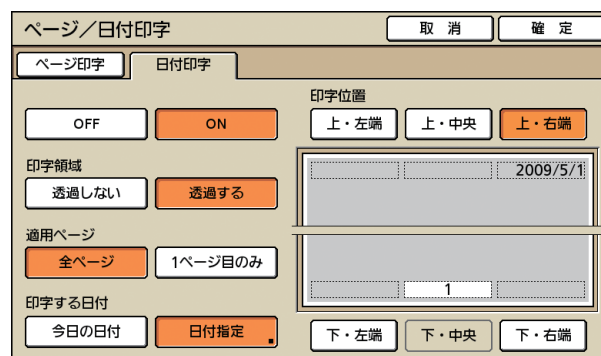 ページ／日付印字
取 消
確 定
ページ印字
日付印字
OFF
ON
印字領域
透過しない
透過する
適用ページ
全ページ
1ページ目のみ
印字する日付
今日の日付
日付指定
印字位置
上・左端
上・中央
上・右端
2009/5/1
1
下・左端
下・中央
下・右端